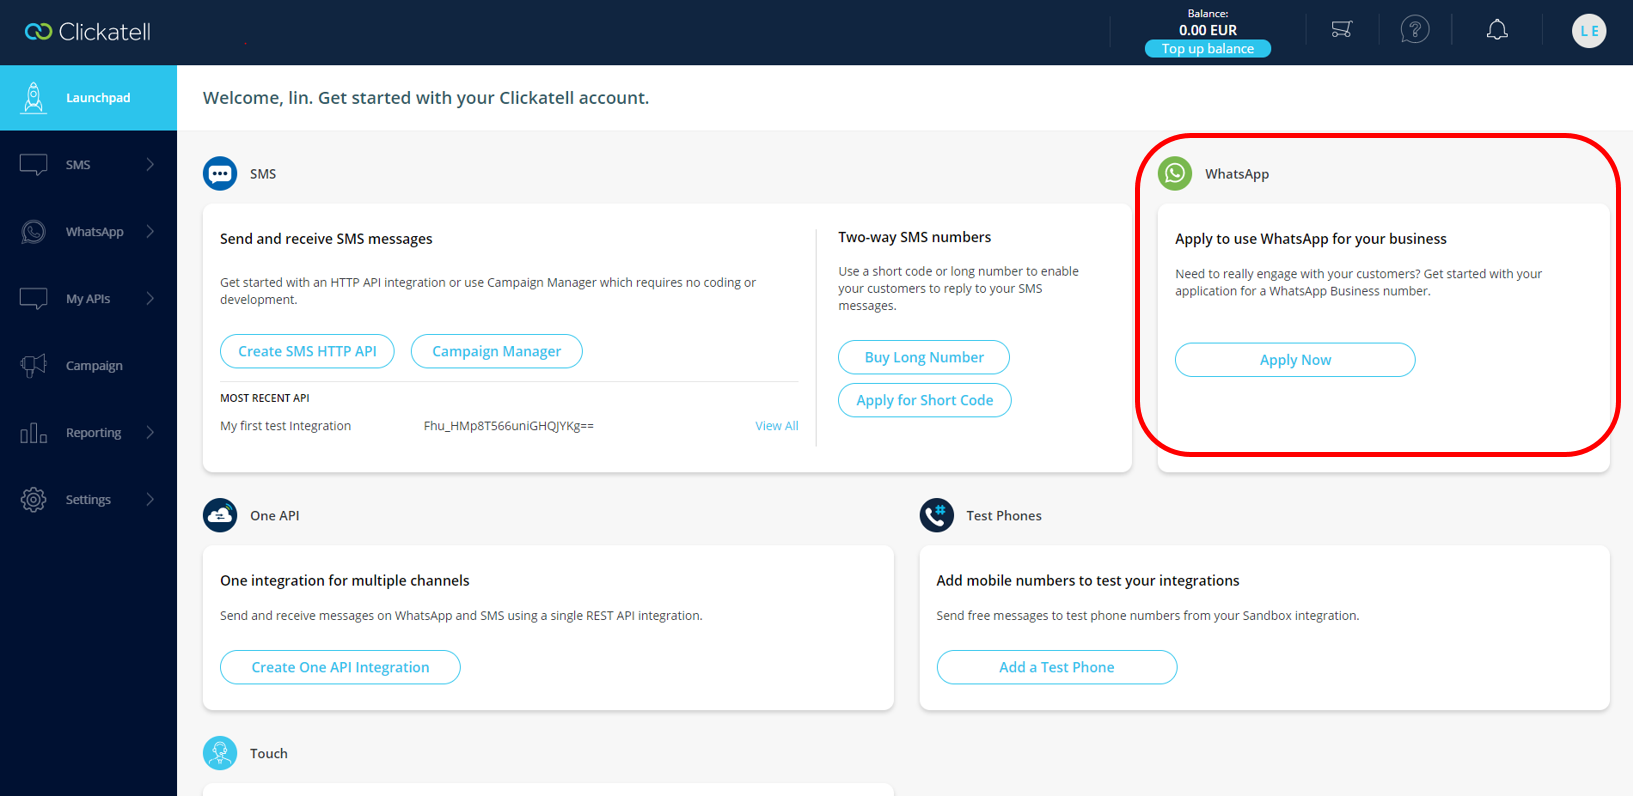 Clickatell
Balance:
0.00 EUR
Top up balance
?
L E
Launchpad
SMS
WhatsApp
My APIs
Campaign
Reporting
Settings
Welcome, lin. Get started with your Clickatell account.
SMS
Send and receive SMS messages
Get started with an HTTP API integration or use Campaign Manager which requires no coding or
development.
Create SMS HTTP API
Campaign Manager
MOST RECENT API
My first test Integration
Fhu_HMp8T566uniGHQJYKg==
View All
Two-way SMS numbers
Use a short code or long number to enable
your customers to reply to your SMS
messages.
Buy Long Number
Apply for Short Code
WhatsApp
Apply to use WhatsApp for your business
Need to really engage with your customers? Get started with your
application for a WhatsApp Business number.
Apply Now
One API
One integration for multiple channels
Send and receive messages on WhatsApp and SMS using a single REST API integration.
Create One API Integration
#
Test Phones
Add mobile numbers to test your integrations
Send free messages to test phone numbers from your Sandbox integration.
Add a Test Phone
Touch